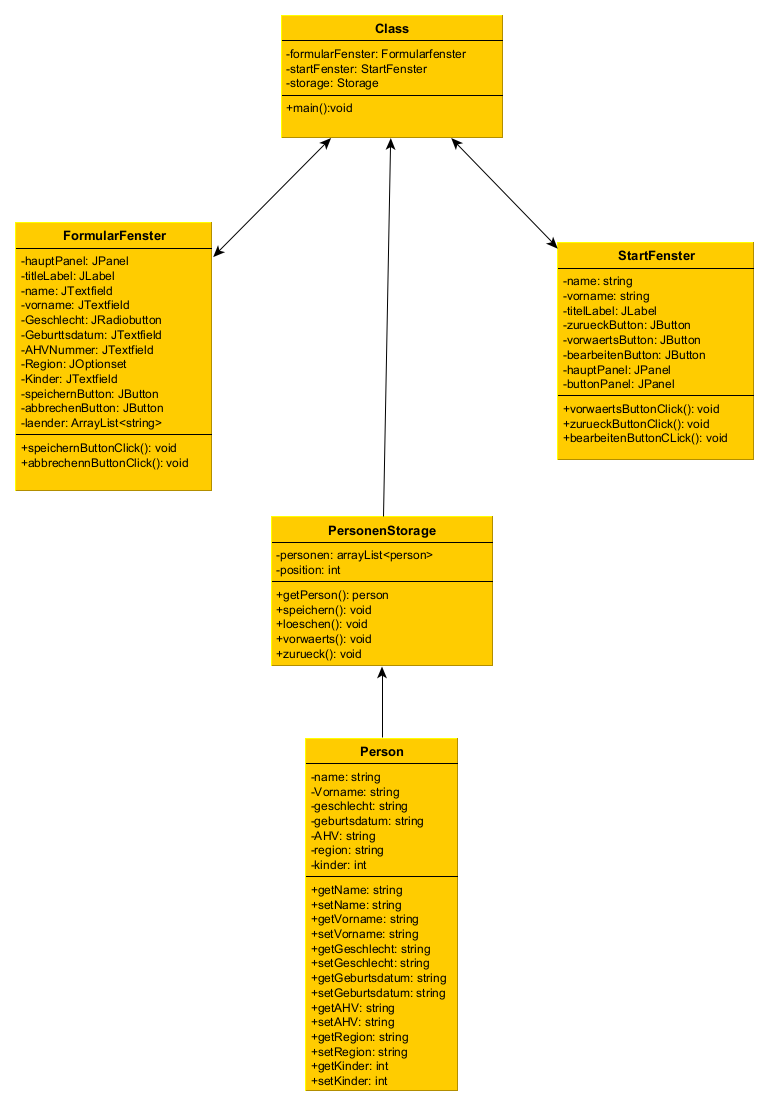 Class
-formularFenster: Formularfenster
-startFenster: StartFenster
-storage: Storage
+main():void
FormularFenster
-hauptPanel: JPanel
-titleLabel: JLabel
-name: JTextfield
-vorname: JTextfield
-Geschlecht: JRadiobutton
-Geburttsdatum: JTextfield
-AHVNummer: JTextfield
-Region: JOptionset
-Kinder: JTextfield
-speichernButton: JButton
-abbrechenButton: JButton
-laender: ArrayList<string>
+speichernButtonClick(): void
+abbrechennButtonClick(): void
StartFenster
-name: string
-vorname: string
-titelLabel: JLabel
-zurueckButton: JButton
-vorwaertsButton: JButton
-bearbeitenButton: JButton
-hauptPanel: JPanel
-buttonPanel: JPanel
+vorwaertsButtonClick(): void
+zurueckButtonClick(): void
+bearbeitenButtonCLick(): void
PersonenStorage
-personen: arrayList<person>
-position: int
+getPerson(): person
+speichern(): void
+loeschen(): void
+vorwaerts(): void
+zurueck(): void
Person
-name: string
-Vorname: string
-geschlecht: string
-geburtsdatum: string
-AHV: string
-region: string
-kinder: int
+getName: string
+setName: string
+getVorname: string
+setVorname: string
+getGeschlecht: string
+setGeschlecht: string
+getGeburtsdatum: string
+setGeburtsdatum: string
+getAHV: string
+setAHV: string
+getRegion: string
+setRegion: string
+getKinder: int
+setKinder: int